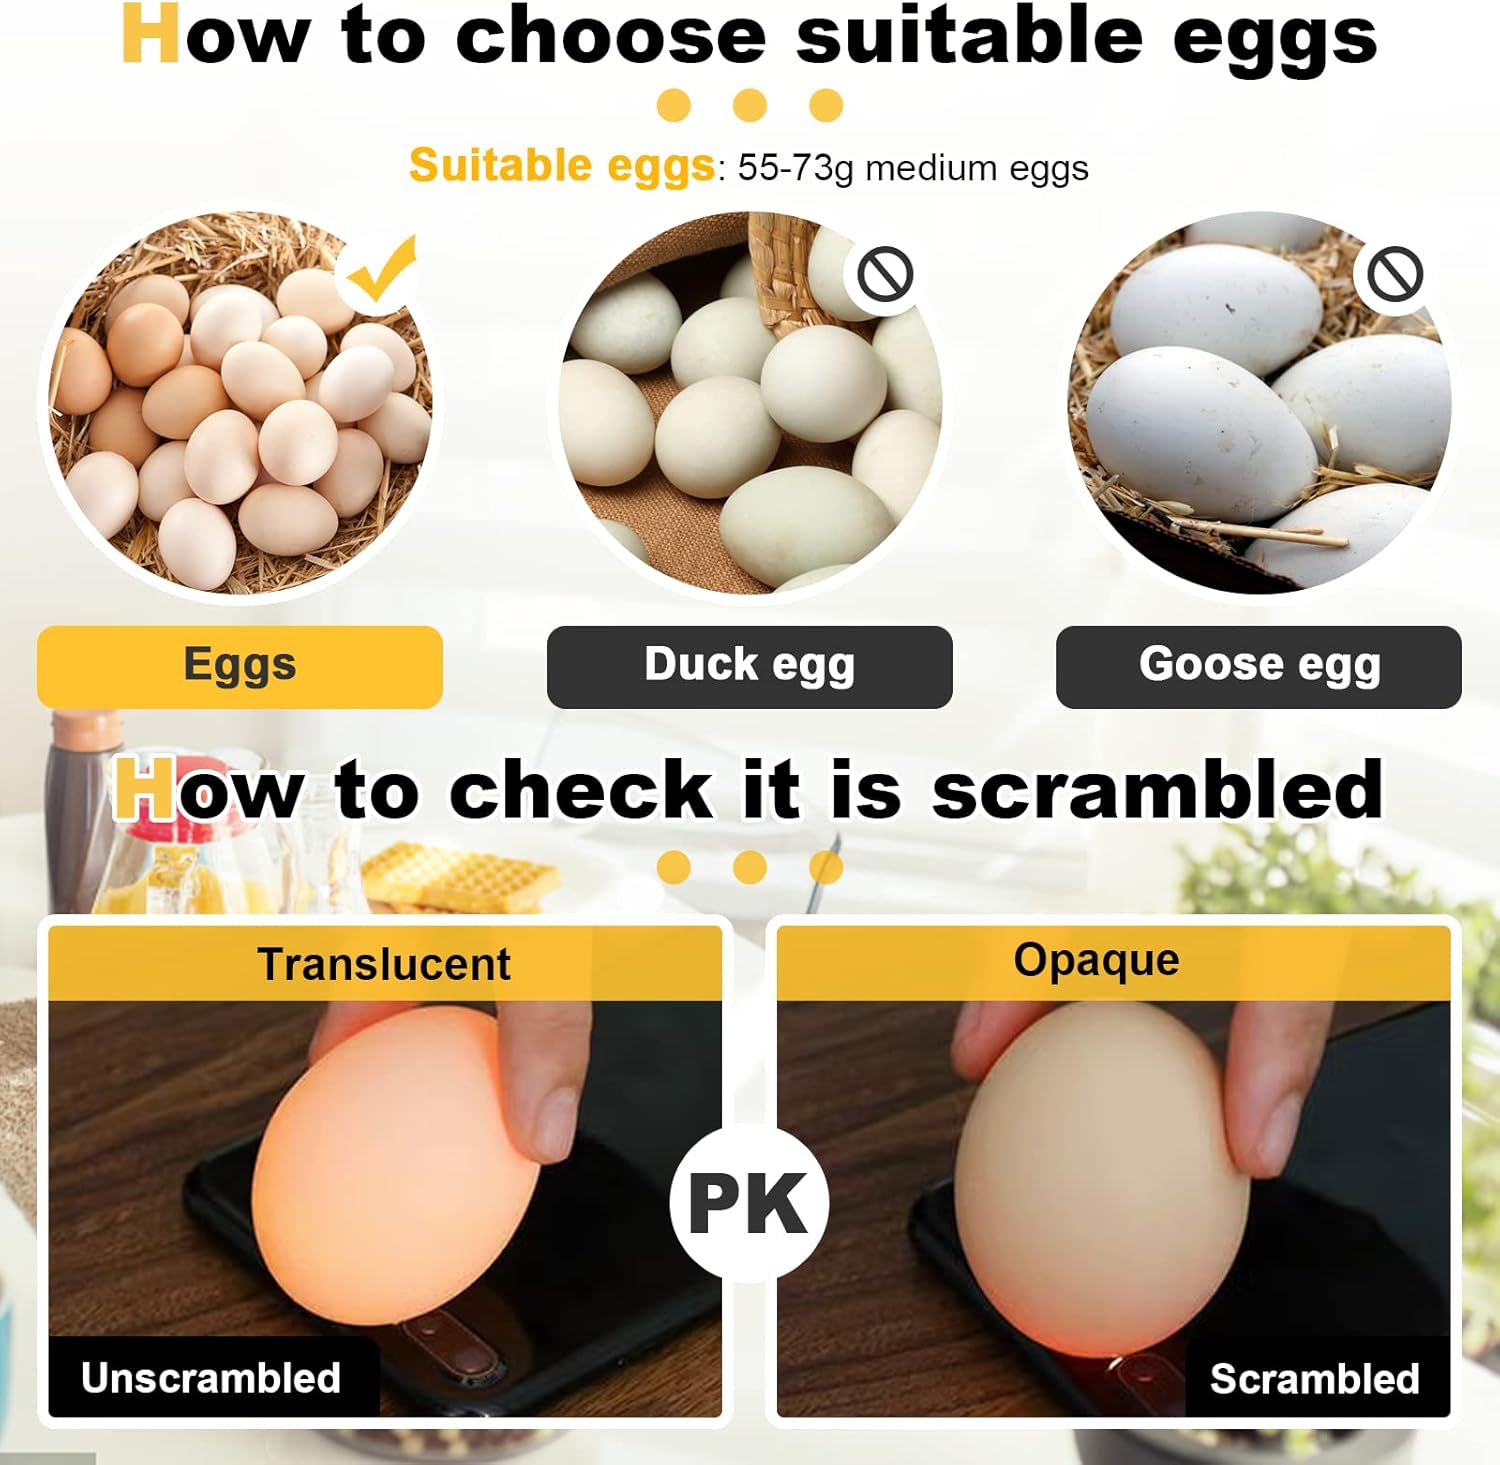 How to choose suitable eggs
Suitable eggs: 55-73g medium eggs
Eggs
Duck egg
Goose egg
How to check it is scrambled
Translucent
Opaque
PK
Unscrambled
Scrambled